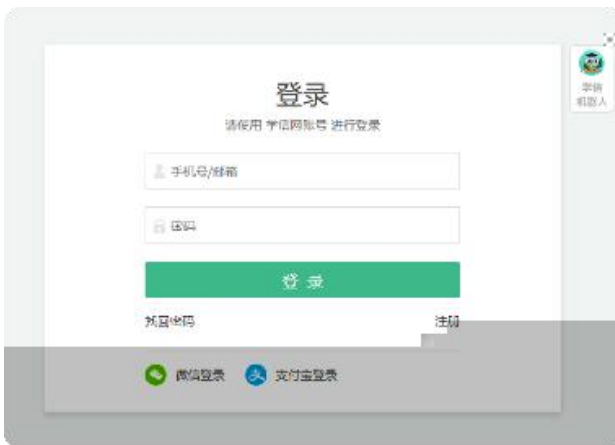 登录
请使用 学信网账号 进行登录
学信
机器人
手机号/邮箱
密码
登 录
找回密码
注册
微信登录
支付宝登录